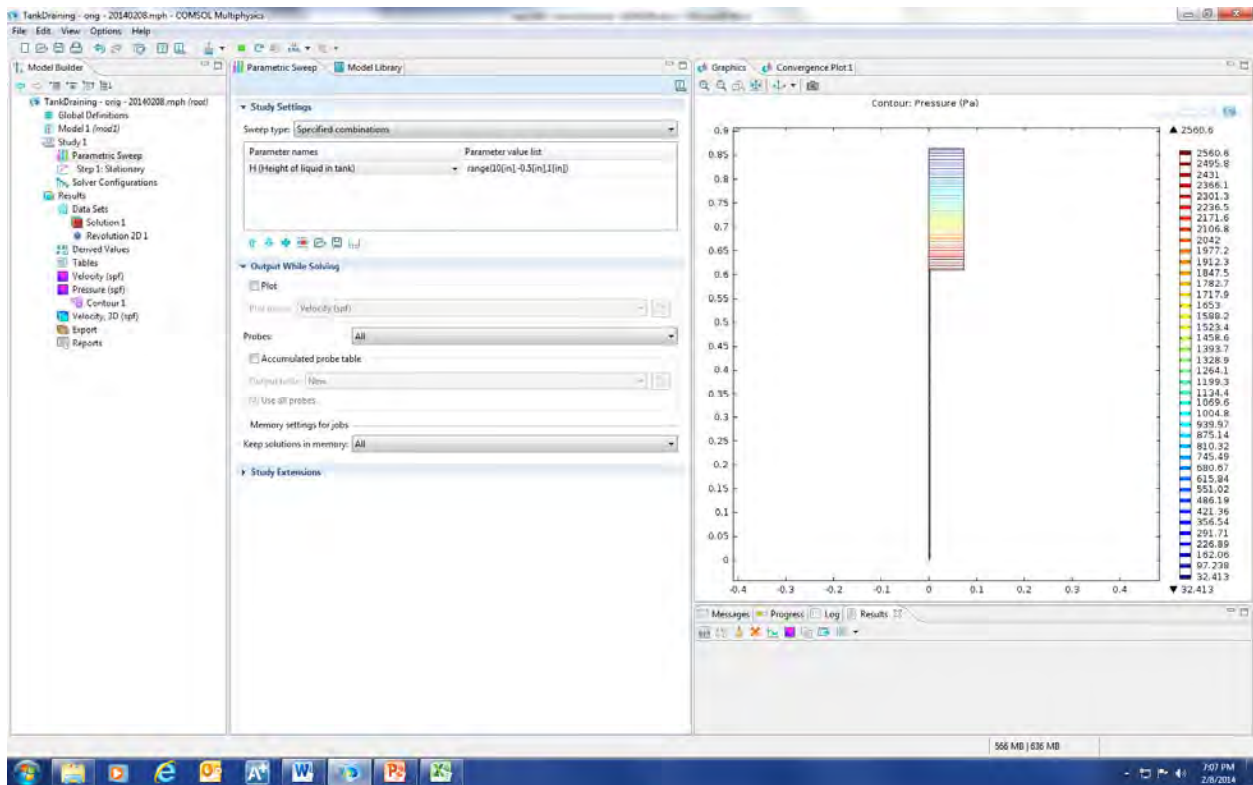 TankDraining - orig - 20140208.mph - COMSOL Multiphysics
File Edit View Options Help
Model Builder
TankDraining - orig - 20140208.mph (root)
Global Definitions
Model 1 (mod1)
Study 1
Parametric Sweep
Step 1: Stationary
Solver Configurations
Results
Data Sets
Solution 1
Revolution 2D 1
Derived Values
Tables
Velocity (spf)
Pressure (spf)
Contour 1
Velocity, 3D (spf)
Export
Reports
Parametric Sweep Model Library
Study Settings
Sweep type: Specified combinations
Parameter names Parameter value list
H (Height of liquid in tank) range(10[in],-0.5[in],1[in])
Output While Solving
Plot
Velocity (spf)
Probes: All
Accumulated probe table
Output table: New
Use all probes
Memory settings for jobs
Keep solutions in memory: All
Study Extensions
Graphics Convergence Plot 1
Contour: Pressure (Pa)
0.9
0.85
0.8
0.75
0.7
0.65
0.6
0.55
0.5
0.45
0.4
0.35
0.3
0.25
0.2
0.15
0.1
0.05
0
-0.4 -0.3 -0.2 -0.1 0 0.1 0.2 0.3 0.4
▲ 2560.6
2560.6
2495.8
2431
2366.1
2301.3
2236.5
2171.6
2106.8
2042
1977.2
1912.3
1847.5
1782.7
1717.9
1653
1588.2
1523.4
1458.6
1393.7
1328.9
1264.1
1199.3
1134.4
1069.6
1004.8
939.97
875.14
810.32
745.49
680.67
615.84
551.02
486.19
421.36
356.54
291.71
226.89
162.06
97.238
32.413
▼ 32.413
Messages Progress Log Results
566 MB | 636 MB
7:07 PM
2/8/2014